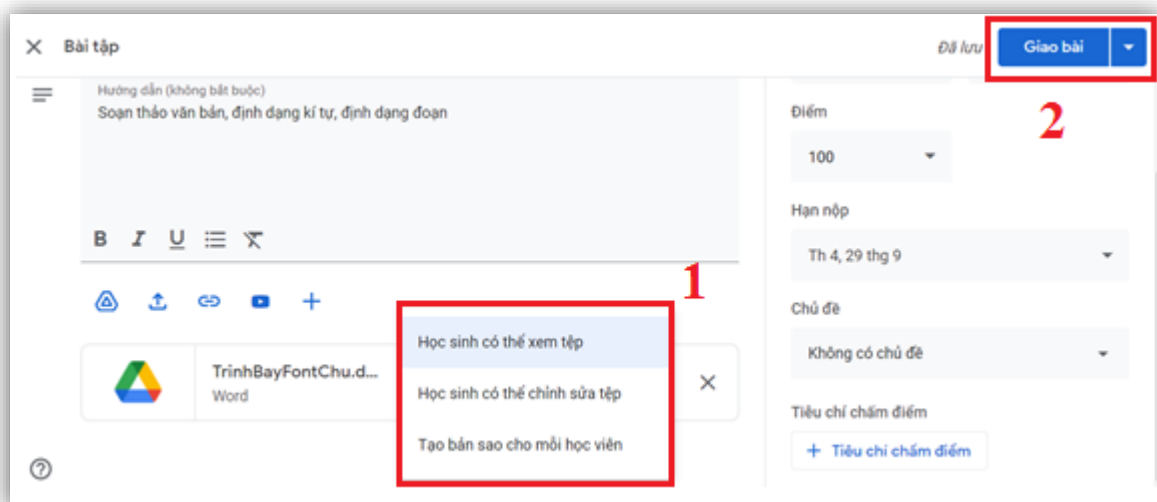 Bài tập
Đã lưu
Giao bài
2
Hướng dẫn (không bắt buộc)
Soạn thảo văn bản, định dạng kí tự, định dạng đoạn
B I U
1
Học sinh có thể xem tệp
Học sinh có thể chỉnh sửa tệp
Tạo bản sao cho mỗi học viên
TrinhBayFontChu.d...
Word
Điểm
100
Hạn nộp
Th 4, 29 thg 9
Chủ đề
Không có chủ đề
Tiêu chí chấm điểm
+ Tiêu chí chấm điểm